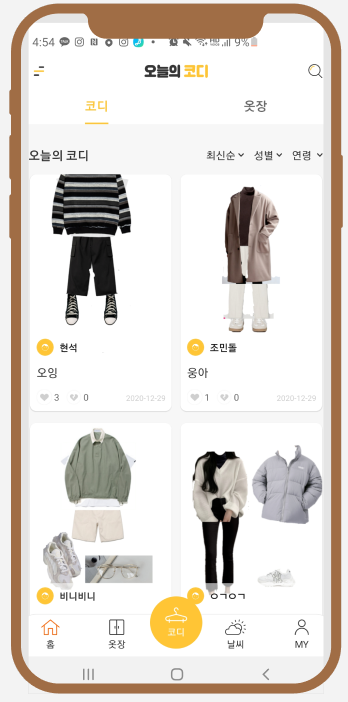 4:54
9%
오늘의 코디
코디 옷장
오늘의 코디 최신순 성별 연령
현석 조민돌
오잉 웅아
3 0 2020-12-29 1 0 2020-12-29
비니비니 ㅇㄱㅇㄱ
홈 옷장 코디 날씨 MY